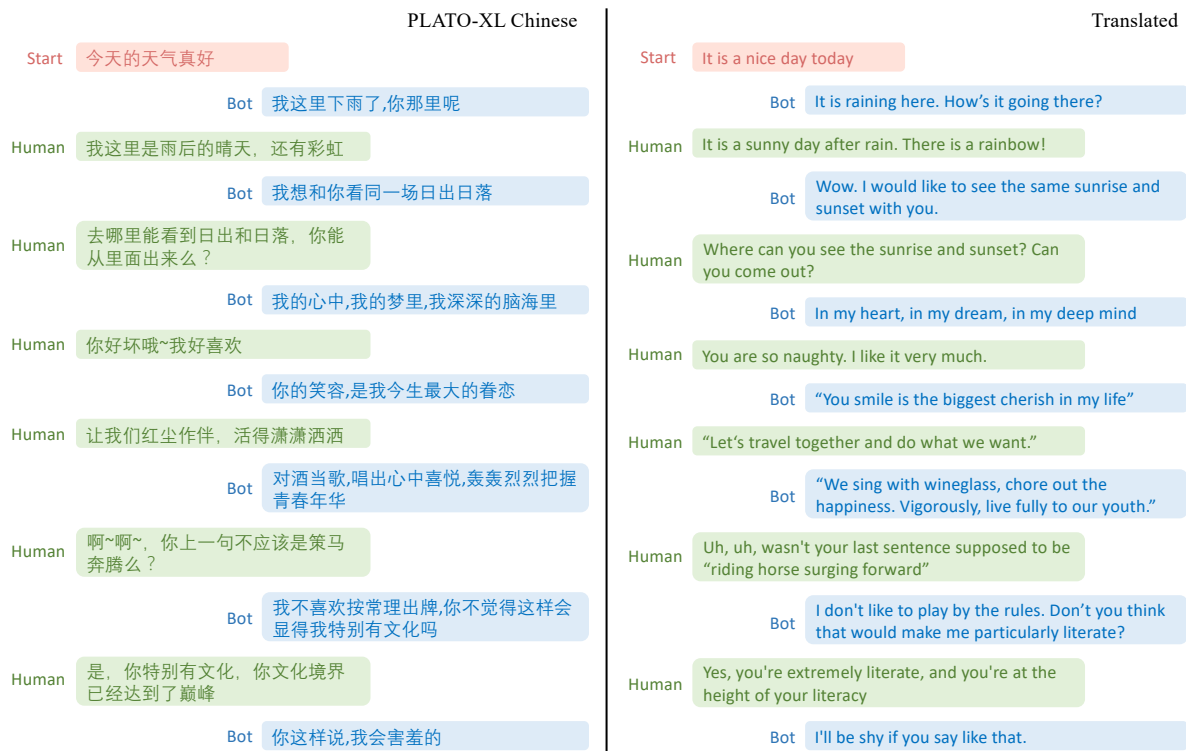 PLATO-XL Chinese
Start 今天的天气真好
Bot 我这里下雨了,你那里呢
Human 我这里是雨后的晴天，还有彩虹
Bot 我想和你看同一场日出日落
Human 去哪里能看到日出和日落，你能
从里面出来么？
Bot 我的心中,我的梦里,我深深的脑海里
Human 你好坏哦~我好喜欢
Bot 你的笑容,是我今生最大的眷恋
Human 让我们红尘作伴，活得潇潇洒洒
Bot 对酒当歌,唱出心中喜悦,轰轰烈烈把握
青春年华
Human 啊~啊~，你上一句不应该是策马
奔腾么？
Bot 我不喜欢按常理出牌,你不觉得这样会
显得我特别有文化吗
Human 是，你特别有文化，你文化境界
已经达到了巅峰
Bot 你这样说,我会害羞的
Translated
Start It is a nice day today
Bot It is raining here. How’s it going there?
Human It is a sunny day after rain. There is a rainbow!
Bot Wow. I would like to see the same sunrise and
sunset with you.
Human Where can you see the sunrise and sunset? Can
you come out?
Bot In my heart, in my dream, in my deep mind
Human You are so naughty. I like it very much.
Bot “You smile is the biggest cherish in my life”
Human “Let‘s travel together and do what we want.”
Bot “We sing with wineglass, chore out the
happiness. Vigorously, live fully to our youth.”
Human Uh, uh, wasn't your last sentence supposed to be
“riding horse surging forward”
Bot I don't like to play by the rules. Don’t you think
that would make me particularly literate?
Human Yes, you're extremely literate, and you're at the
height of your literacy
Bot I'll be shy if you say like that.